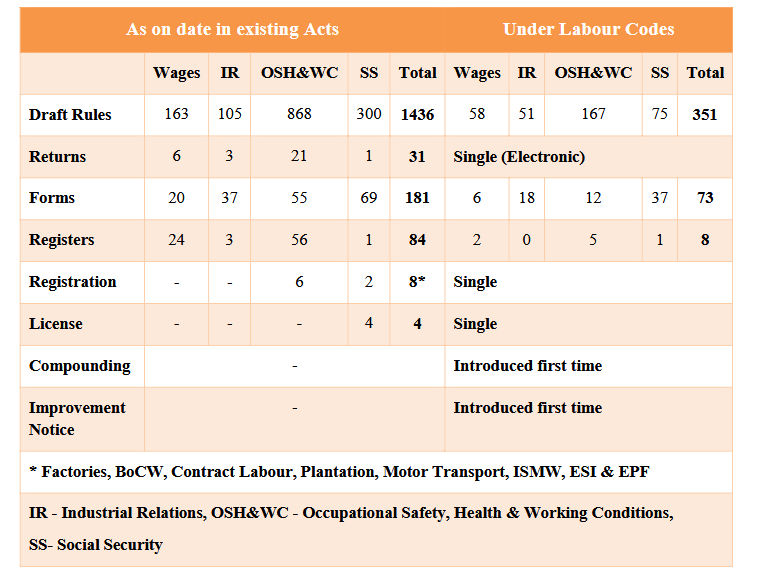 As on date in existing Acts Under Labour Codes
Wages IR OSH&WC SS Total Wages IR OSH&WC SS Total
Draft Rules 163 105 868 300 1436 58 51 167 75 351
Returns 6 3 21 1 31 Single (Electronic)
Forms 20 37 55 69 181 6 18 12 37 73
Registers 24 3 56 1 84 2 0 5 1 8
Registration - - 6 2 8* Single
License - - - 4 4 Single
Compounding - Introduced first time
Improvement
Notice - Introduced first time
* Factories, BoCW, Contract Labour, Plantation, Motor Transport, ISMW, ESI & EPF
IR - Industrial Relations, OSH&WC - Occupational Safety, Health & Working Conditions,
SS- Social Security